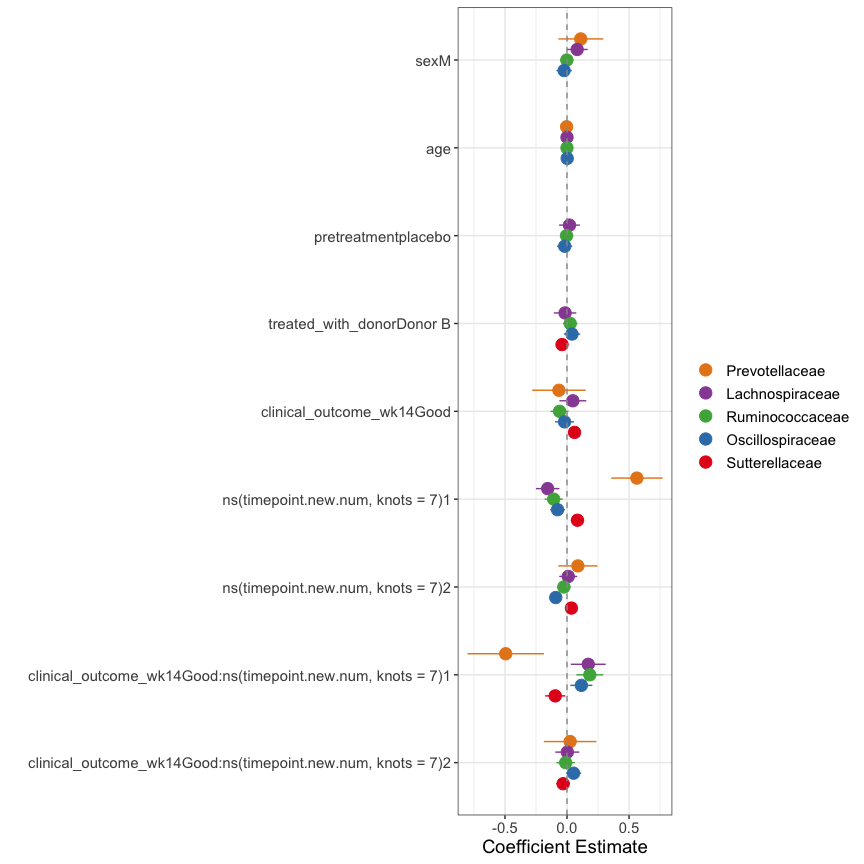 sexM
age
pretreatmentplacebo
treated_with_donorDonor B
clinical_outcome_wk14Good
ns(timepoint.new.num, knots = 7)1
ns(timepoint.new.num, knots = 7)2
clinical_outcome_wk14Good:ns(timepoint.new.num, knots = 7)1
clinical_outcome_wk14Good:ns(timepoint.new.num, knots = 7)2
-0.5 0.0 0.5
Coefficient Estimate
Prevotellaceae
Lachnospiraceae
Ruminococcaceae
Oscillospiraceae
Sutterellaceae